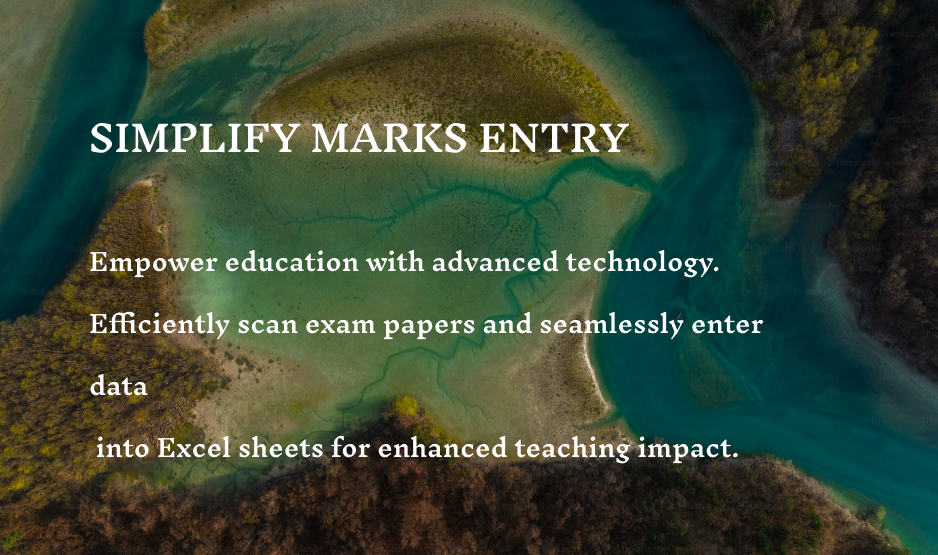 SIMPLIFY MARKS ENTRY
Empower education with advanced technology.
Efficiently scan exam papers and seamlessly enter
data
into Excel sheets for enhanced teaching impact.